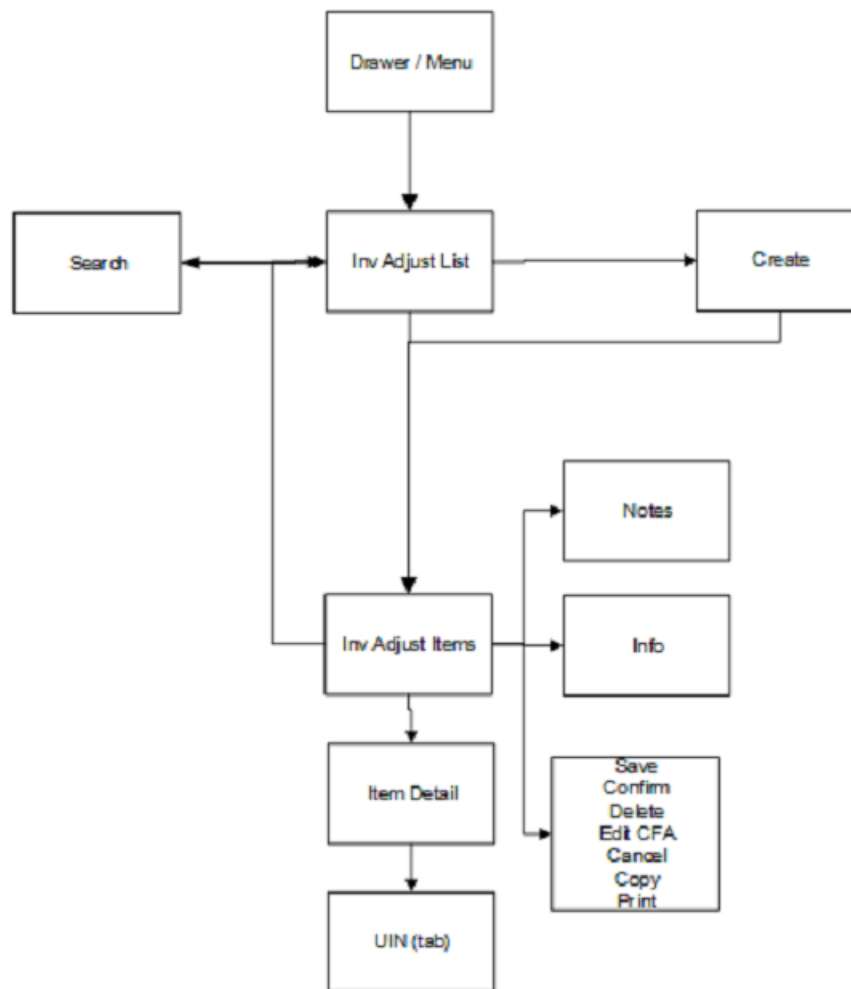 Drawer / Menu
Search
Inv Adjust List
Create
Notes
Inv Adjust Items
Info
Item Detail
Save
Confirm
Delete
Edit CFA
Cancel
Copy
Print
UIN (tab)